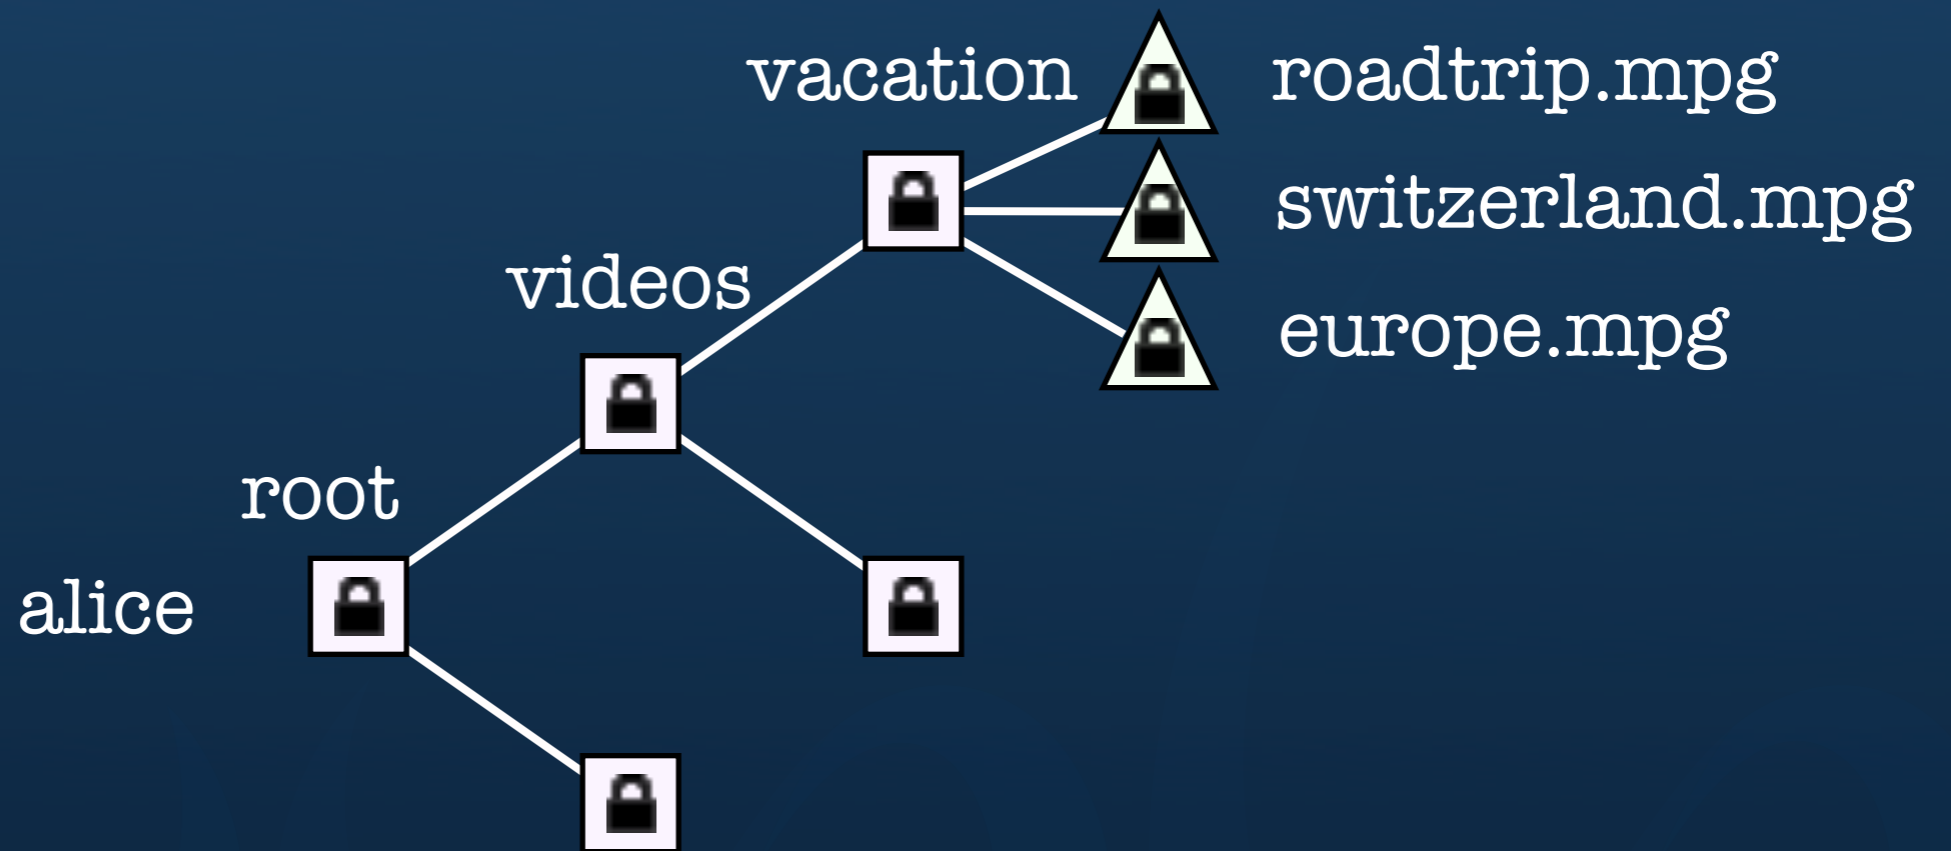 vacation
roadtrip.mpg
switzerland.mpg
videos
europe.mpg
root
alice